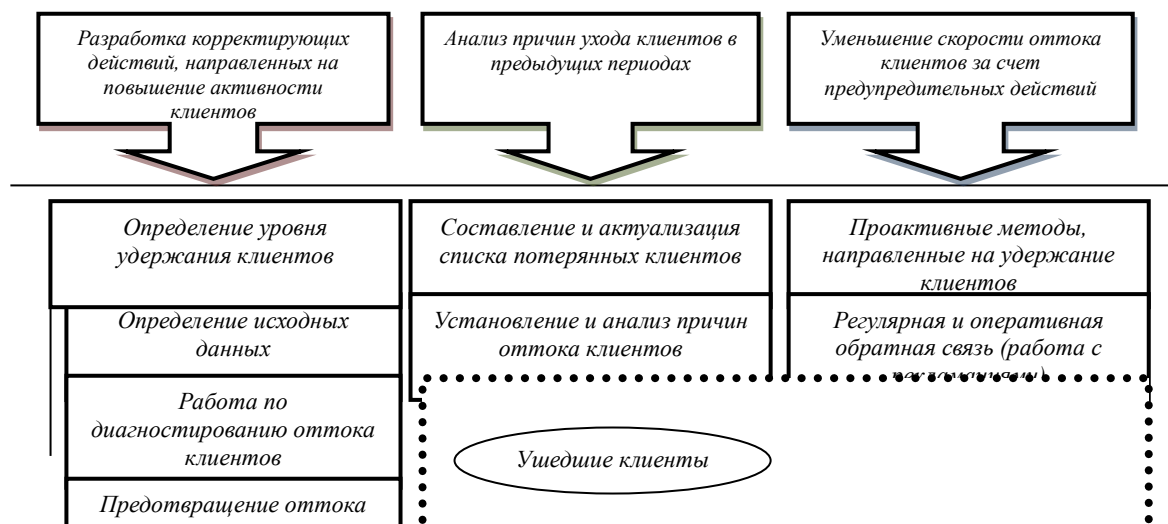 Разработка корректирующих
действий, направленных на
повышение активности
клиентов
Анализ причин ухода клиентов в
предыдущих периодах
Уменьшение скорости оттока
клиентов за счет
предупредительных действий
Определение уровня
удержания клиентов
Определение исходных
данных
Работа по
диагностированию оттока
клиентов
Предотвращение оттока
Составление и актуализация
списка потерянных клиентов
Установление и анализ причин
оттока клиентов
Проактивные методы,
направленные на удержание
клиентов
Регулярная и оперативная
обратная связь (работа с
Ушедшие клиенты